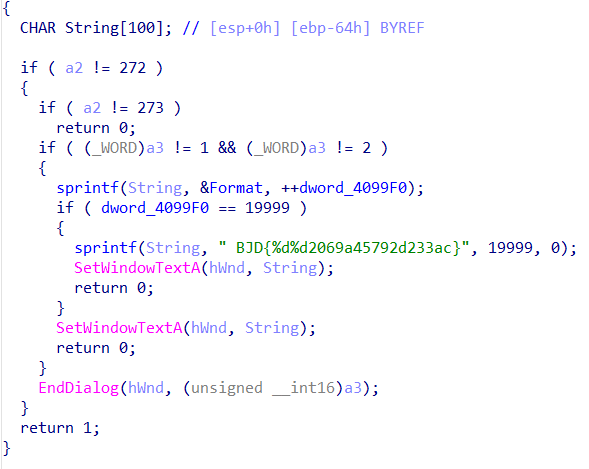 {
  CHAR String[100]; // [esp+0h] [ebp-64h] BYREF

  if ( a2 != 272 )
  {
    if ( a2 != 273 )
      return 0;
    if ( (_WORD)a3 != 1 && (_WORD)a3 != 2 )
    {
      sprintf(String, &Format, ++dword_4099F0);
      if ( dword_4099F0 == 19999 )
      {
        sprintf(String, " BJD{%d%d2069a45792d233ac}", 19999, 0);
        SetWindowTextA(hWnd, String);
        return 0;
      }
      SetWindowTextA(hWnd, String);
      return 0;
    }
    EndDialog(hWnd, (unsigned __int16)a3);
  }
  return 1;
}